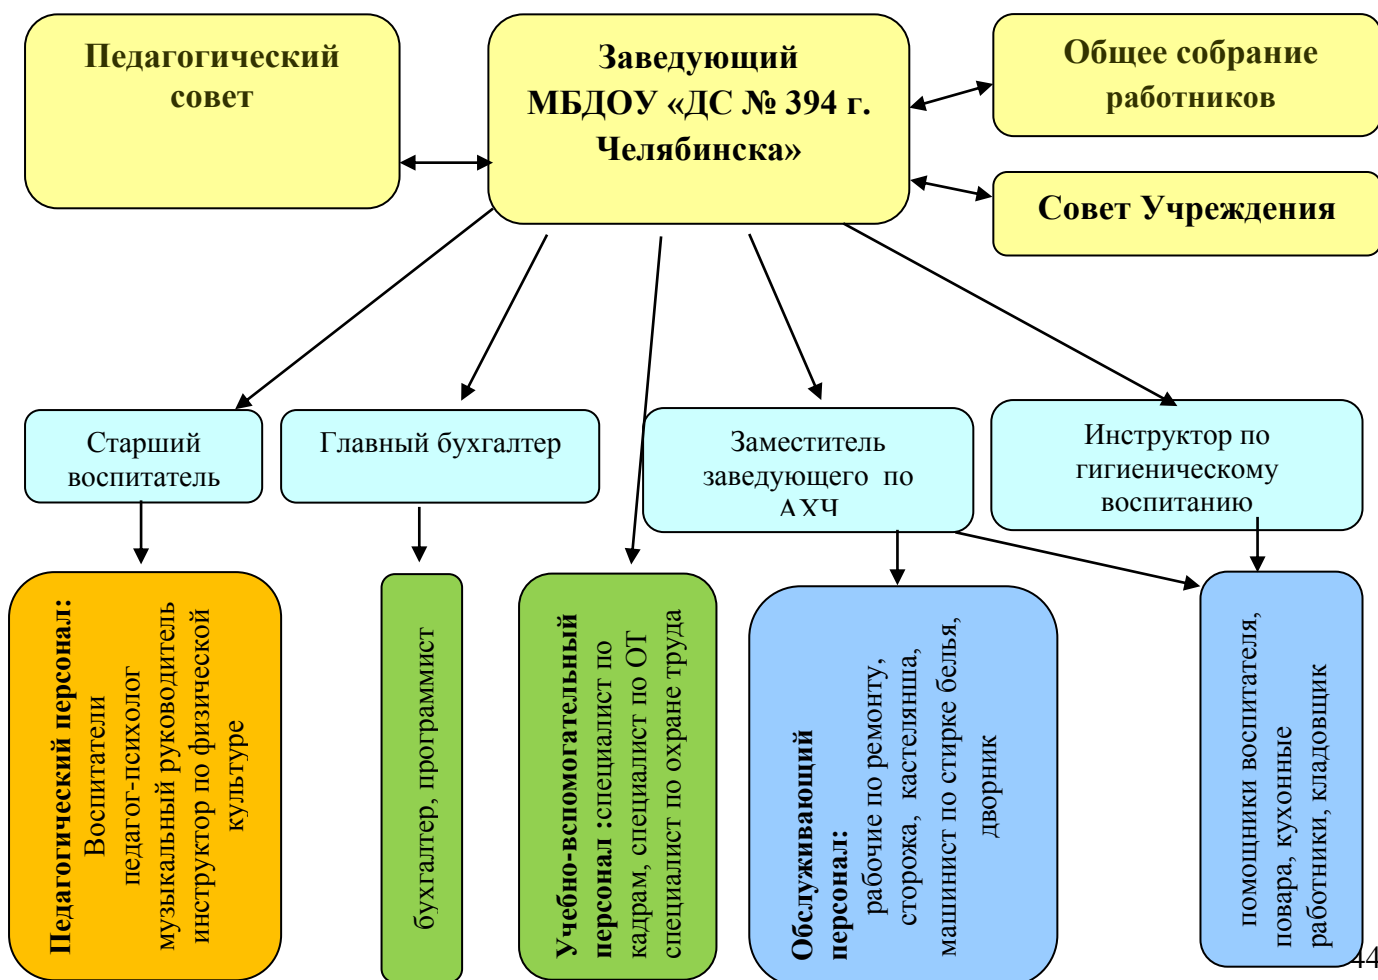 Педагогический
совет
Заведующий
МБДОУ «ДС № 394 г.
Челябинска»
Общее собрание
работников
Совет Учреждения
Старший
воспитатель
Главный бухгалтер
Заместитель
заведующего по
АХЧ
Инструктор по
гигиеническому
воспитанию
Педагогический персонал:
Воспитатели
педагог-психолог
музыкальный руководитель
инструктор по физической
культуре
бухгалтер, программист
Учебно-вспомогательный
персонал :специалист по
кадрам, специалист по ОТ
специалист по охране труда
Обслуживающий
персонал:
рабочие по ремонту,
сторожа, кастелянша,
машинист по стирке белья,
дворник
помощники воспитателя,
повара, кухонные
работники, кладовщик
44